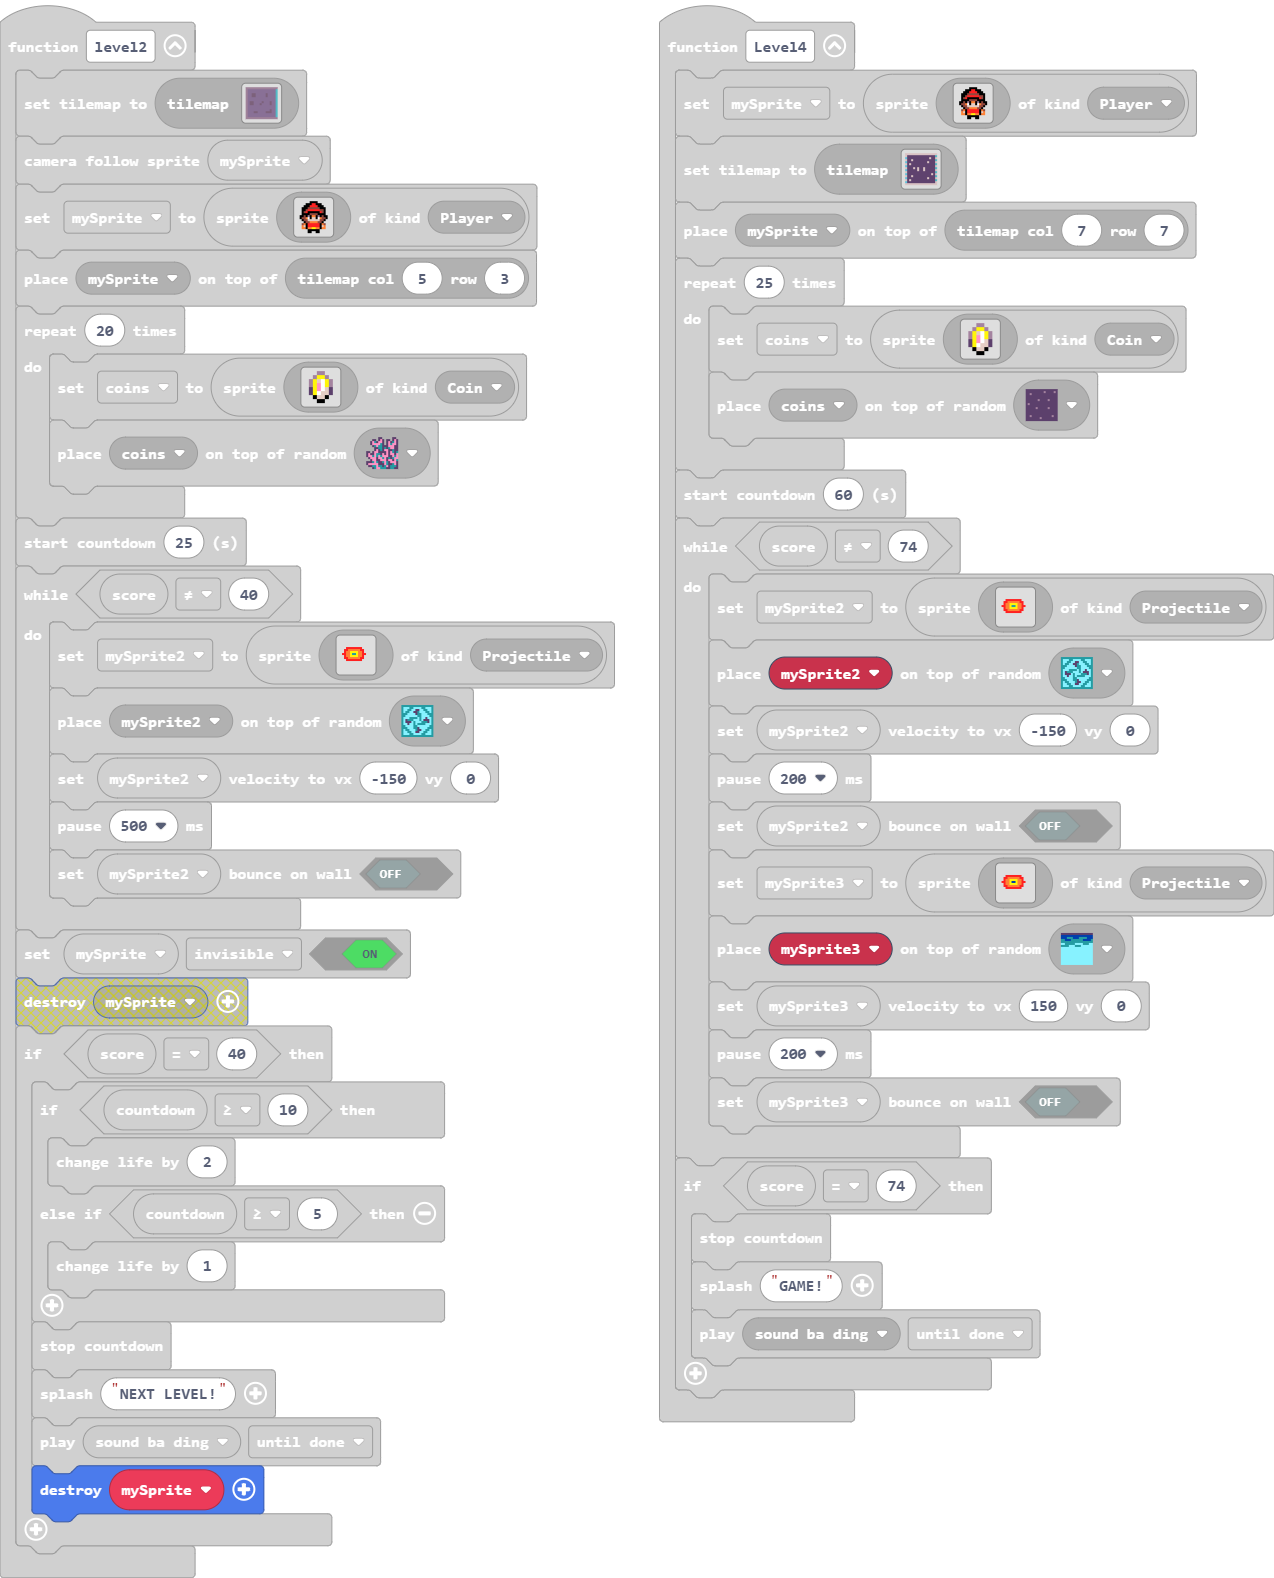 function level2
set tilemap to tilemap
camera follow sprite mySprite
set mySprite to sprite of kind Player
place mySprite on top of tilemap col 5 row 3
repeat 20 times
do
set coins to sprite of kind Coin
place coins on top of random
start countdown 25 (s)
while score ≠ 40
do
set mySprite2 to sprite of kind Projectile
place mySprite2 on top of random
set mySprite2 velocity to vx -150 vy 0
pause 500 ms
set mySprite2 bounce on wall OFF
set mySprite invisible ON
destroy mySprite
if score = 40 then
if countdown ≥ 10 then
change life by 2
else if countdown ≥ 5 then
change life by 1
stop countdown
splash "NEXT LEVEL!"
play sound ba ding until done
destroy mySprite
function Level4
set mySprite to sprite of kind Player
set tilemap to tilemap
place mySprite on top of tilemap col 7 row 7
repeat 25 times
do
set coins to sprite of kind Coin
place coins on top of random
start countdown 60 (s)
while score ≠ 74
do
set mySprite2 to sprite of kind Projectile
place mySprite2 on top of random
set mySprite2 velocity to vx -150 vy 0
pause 200 ms
set mySprite2 bounce on wall OFF
set mySprite3 to sprite of kind Projectile
place mySprite3 on top of random
set mySprite3 velocity to vx 150 vy 0
pause 200 ms
set mySprite3 bounce on wall OFF
if score = 74 then
stop countdown
splash "GAME!"
play sound ba ding until done